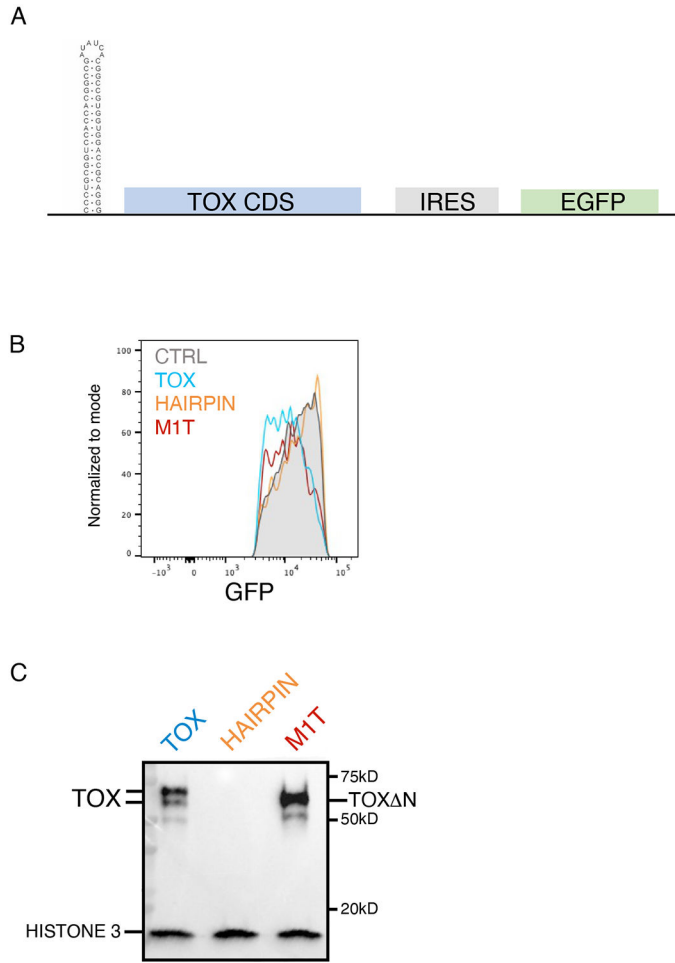 A
TOX CDS
IRES
EGFP
B
CTRL
TOX
HAIRPIN
M1T
Normalized to mode
100
80
60
40
20
0
-10³ 0 10³ 10⁴ 10⁵
GFP
C
TOX
HAIRPIN
M1T
75kD
TOX
TOXΔN
50kD
20kD
HISTONE 3